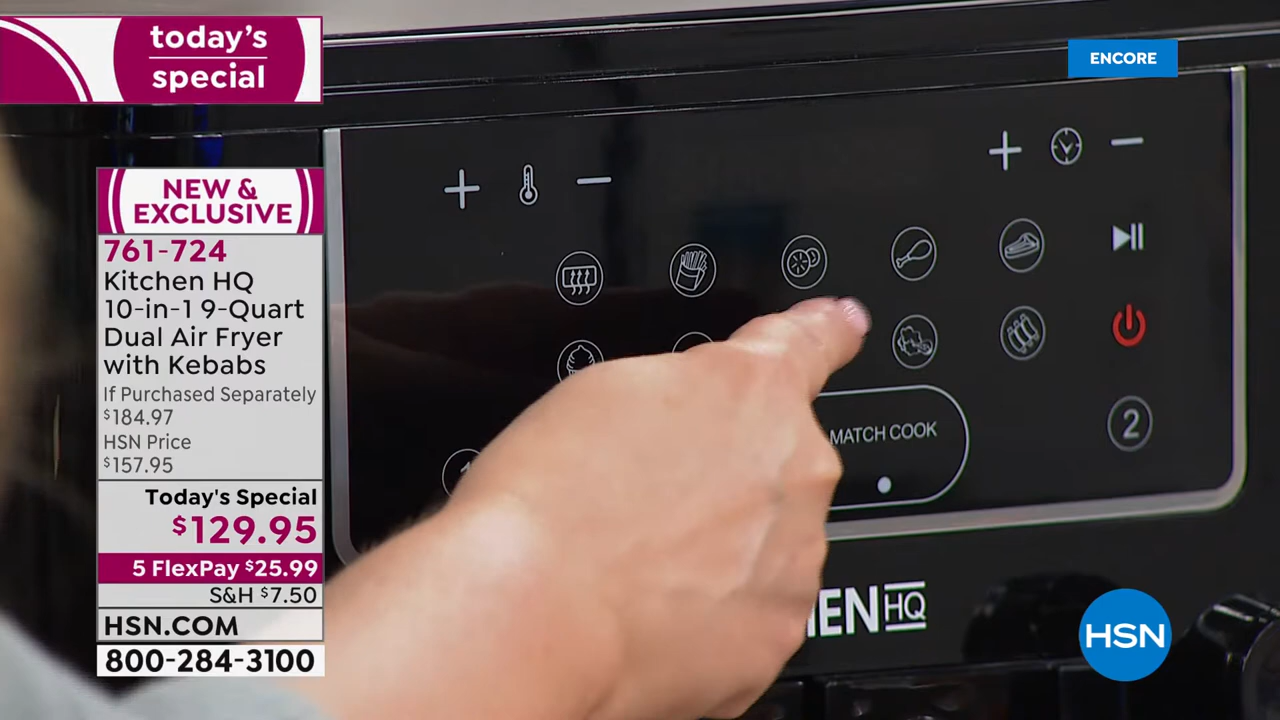 today's
special
ENCORE
NEW &
EXCLUSIVE
761-724
Kitchen HQ
10-in-1 9-Quart
Dual Air Fryer
with Kebabs
If Purchased Separately
$184.97
HSN Price
$157.95
Today's Special
$129.95
5 FlexPay $25.99
S&H $7.50
HSN.COM
800-284-3100
2
MATCH COOK
EN HQ
HSN